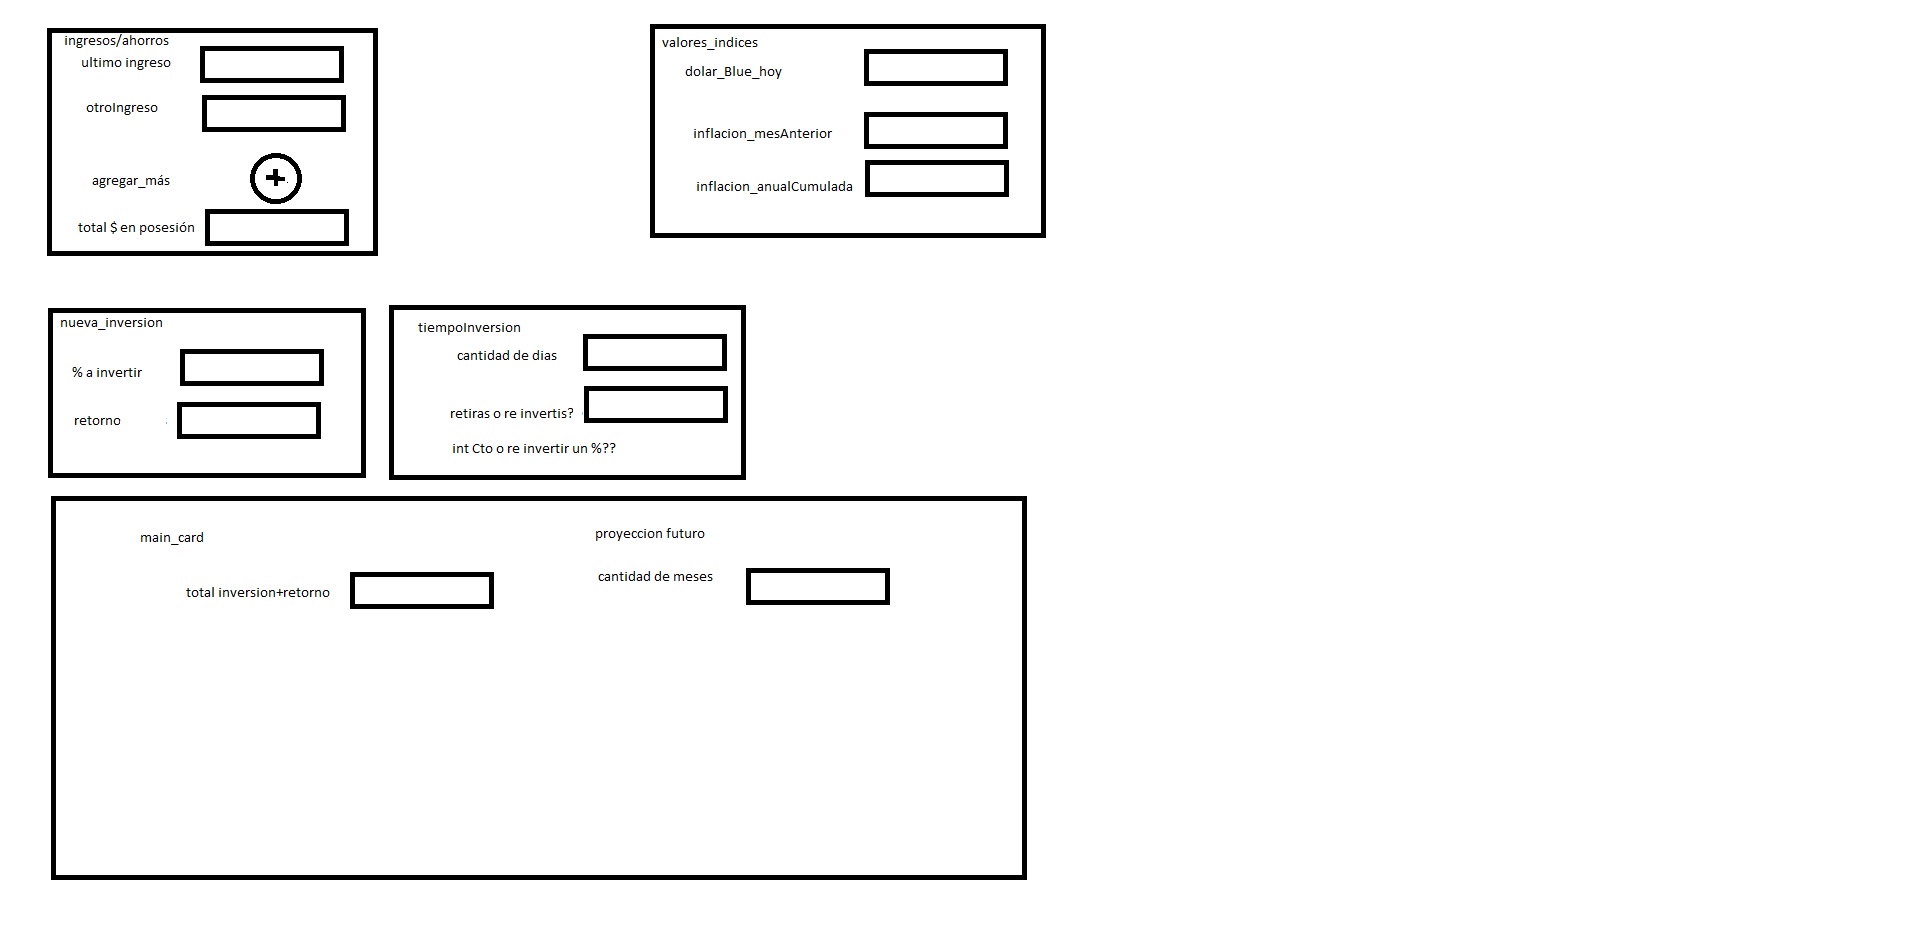 ingresos/ahorros
ultimo ingreso
otroIngreso
agregar_más
total $ en posesión
valores_indices
dolar_Blue_hoy
inflacion_mesAnterior
inflacion_anualCumulada
nueva_inversion
% a invertir
retorno
tiempoInversion
cantidad de dias
retiras o re invertis?
int Cto o re invertir un %??
main_card
total inversion+retorno
proyeccion futuro
cantidad de meses